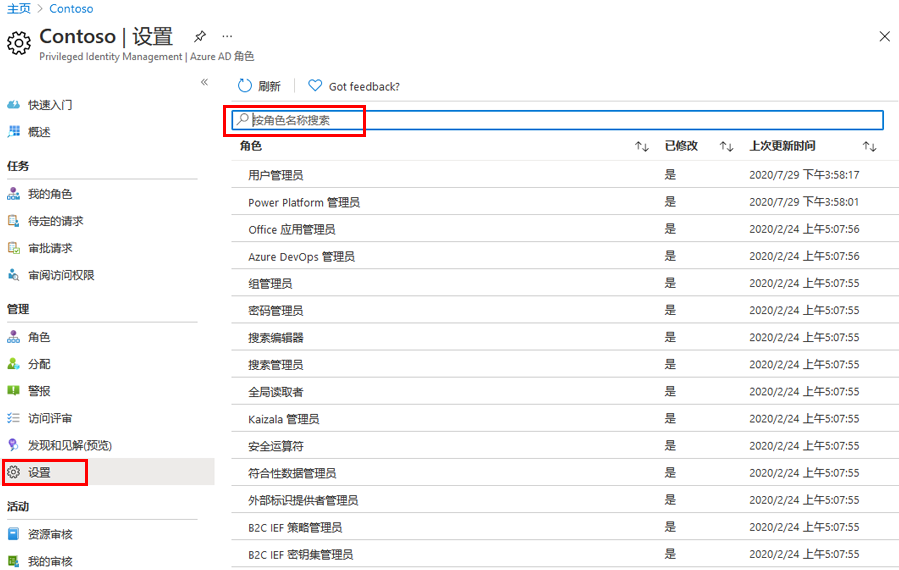 主页 > Contoso
Contoso | 设置 ...
Privileged Identity Management | Azure AD 角色
«
快速入门
概述
任务
我的角色
待定的请求
审批请求
审阅访问权限
管理
角色
分配
警报
访问评审
发现和见解(预览)
设置
活动
资源审核
我的审核
刷新 Got feedback?
按角色名称搜索
角色 ↑↓ 已修改 ↑↓ 上次更新时间 ↑↓
用户管理员 是 2020/7/29 下午3:58:17
Power Platform 管理员 是 2020/7/29 下午3:58:01
Office 应用管理员 是 2020/2/24 上午5:07:56
Azure DevOps 管理员 是 2020/2/24 上午5:07:56
组管理员 是 2020/2/24 上午5:07:55
密码管理员 是 2020/2/24 上午5:07:55
搜索编辑器 是 2020/2/24 上午5:07:55
搜索管理员 是 2020/2/24 上午5:07:55
全局读取者 是 2020/2/24 上午5:07:55
Kaizala 管理员 是 2020/2/24 上午5:07:55
安全运算符 是 2020/2/24 上午5:07:55
符合性数据管理员 是 2020/2/24 上午5:07:55
外部标识提供者管理员 是 2020/2/24 上午5:07:55
B2C IEF 策略管理员 是 2020/2/24 上午5:07:55
B2C IEF 密钥集管理员 是 2020/2/24 上午5:07:55